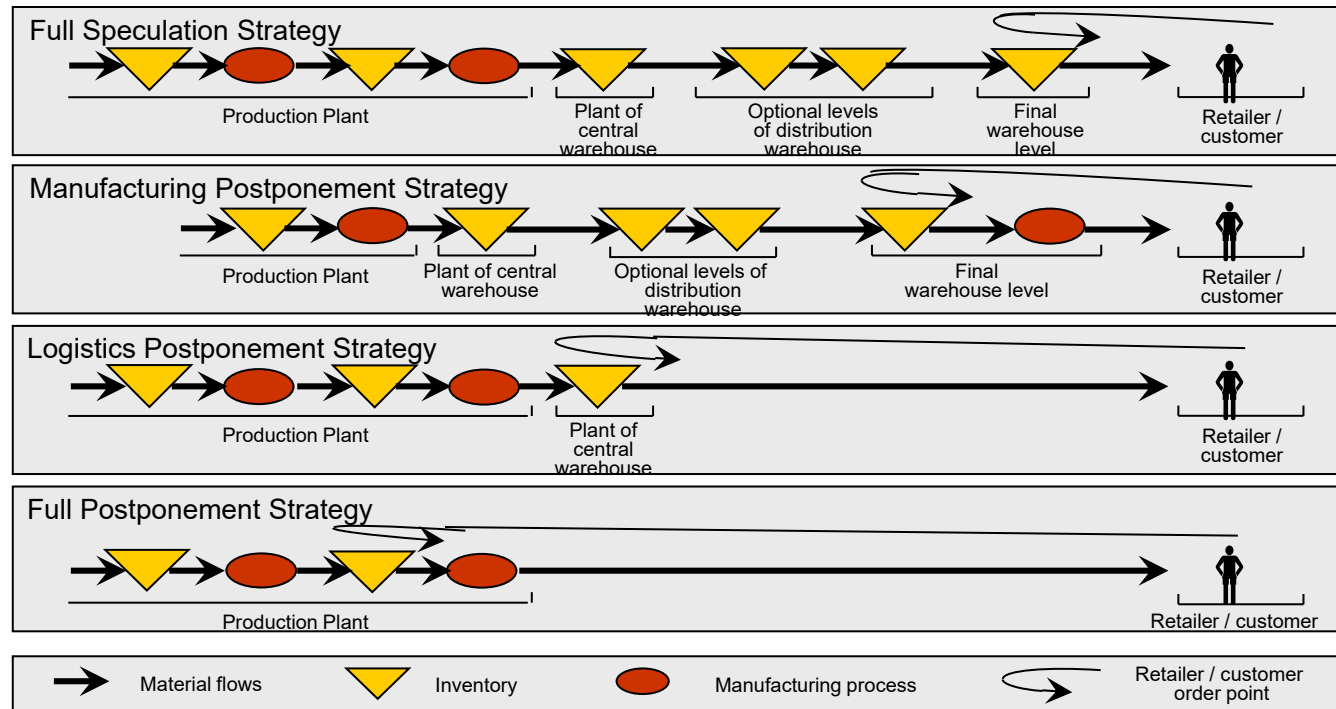 Full Speculation Strategy
Production Plant
Plant of
central
warehouse
Optional levels
of distribution
warehouse
Final
warehouse
level
Retailer /
customer
Manufacturing Postponement Strategy
Production Plant
Plant of central
warehouse
Optional levels of
distribution
warehouse
Final
warehouse level
Retailer /
customer
Logistics Postponement Strategy
Production Plant
Plant of
central
warehouse
Retailer /
customer
Full Postponement Strategy
Production Plant
Retailer / customer
Material flows
Inventory
Manufacturing process
Retailer / customer
order point